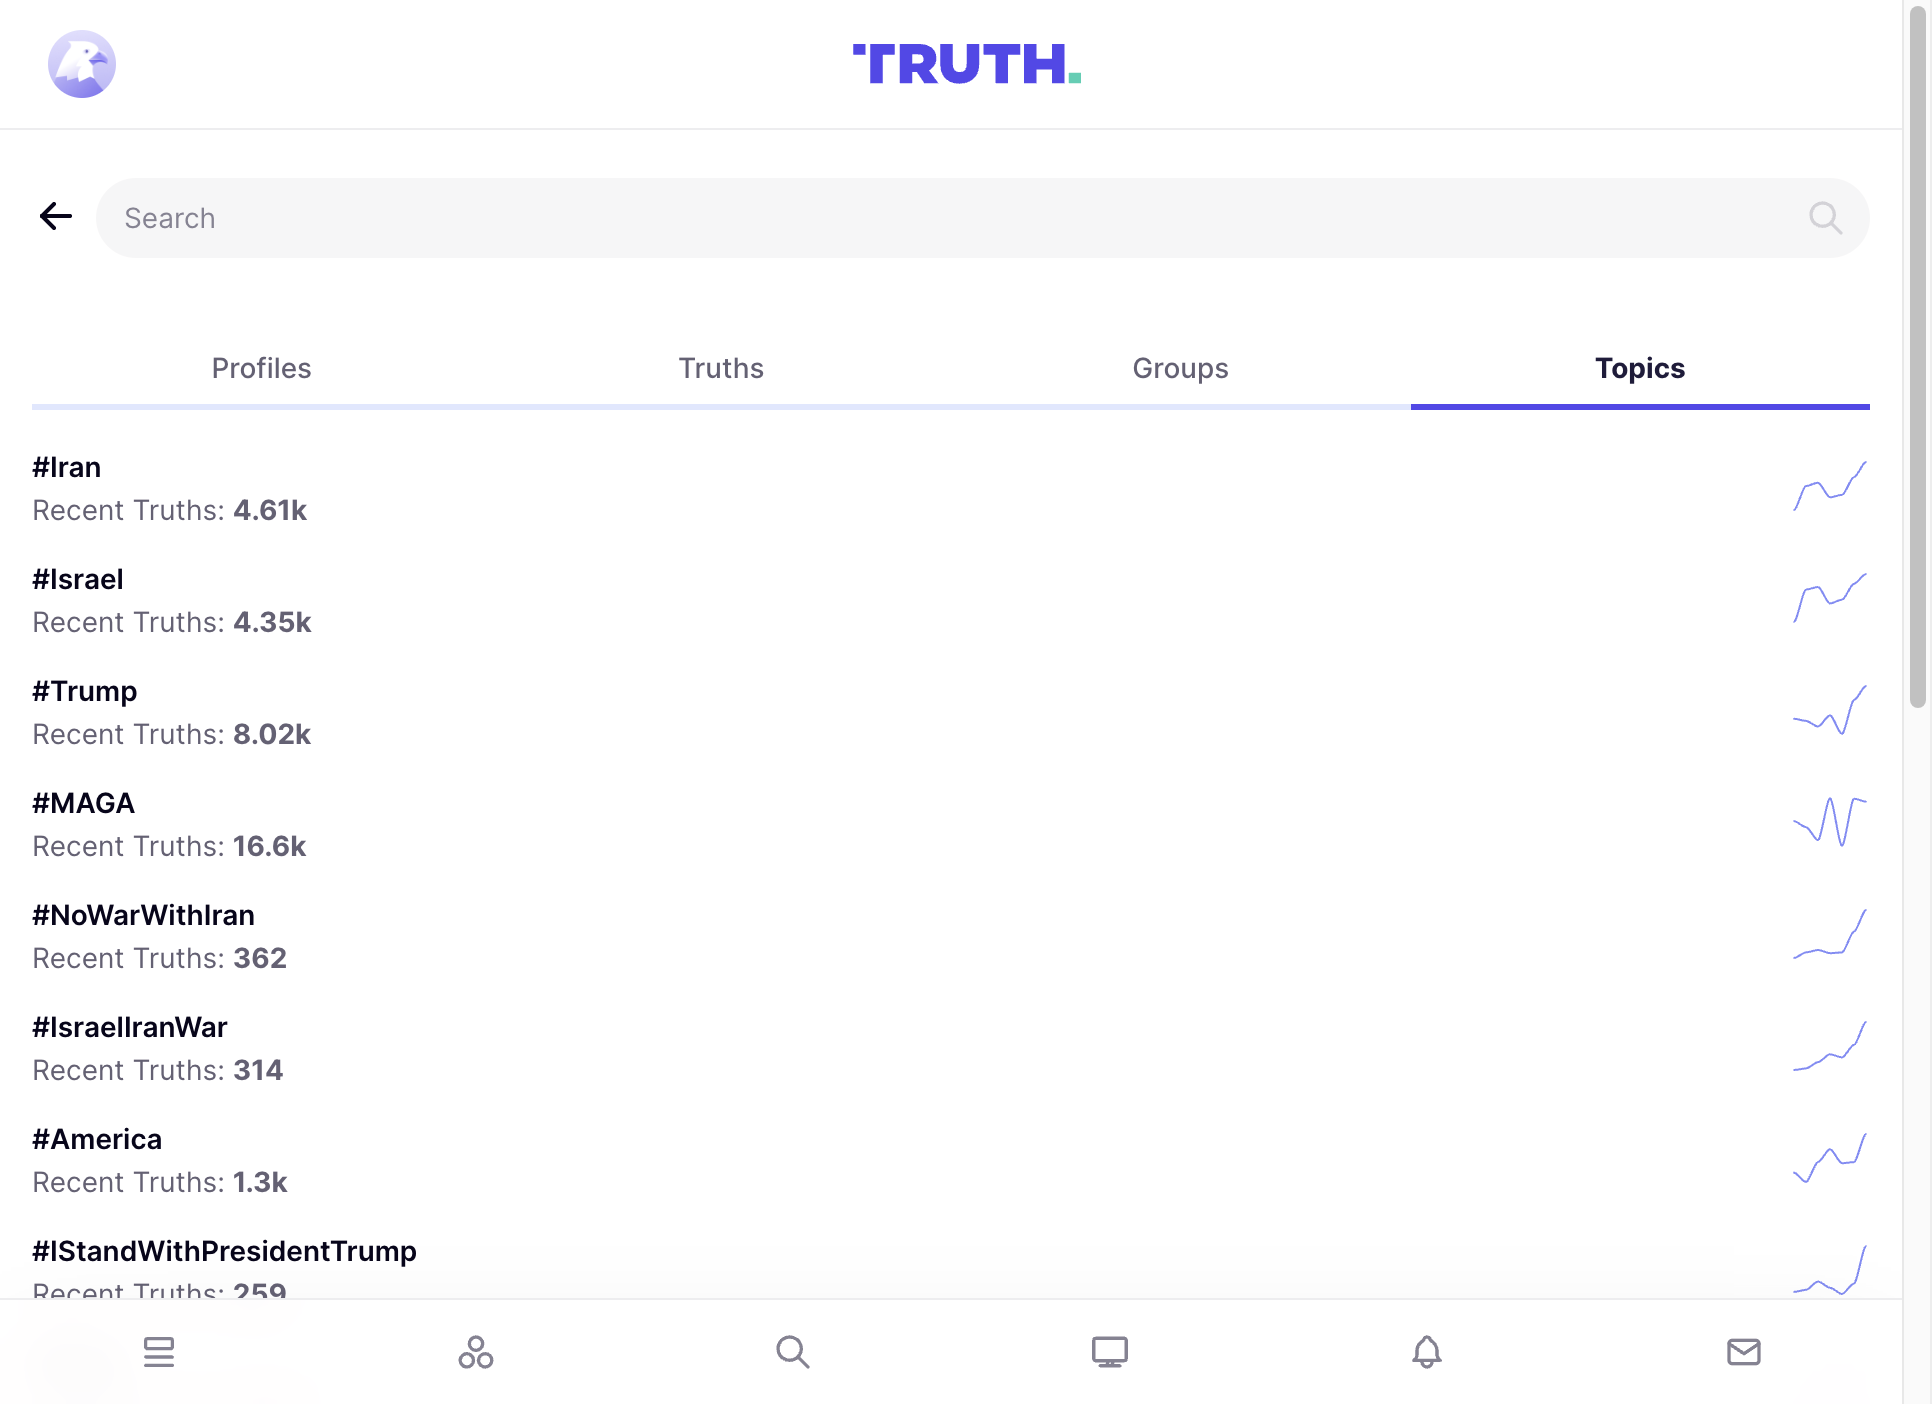 TRUTH.
Search
Profiles Truths Groups Topics
#Iran
Recent Truths: 4.61k
#Israel
Recent Truths: 4.35k
#Trump
Recent Truths: 8.02k
#MAGA
Recent Truths: 16.6k
#NoWarWithIran
Recent Truths: 362
#IsraelIranWar
Recent Truths: 314
#America
Recent Truths: 1.3k
#IStandWithPresidentTrump
Recent Truths: 259